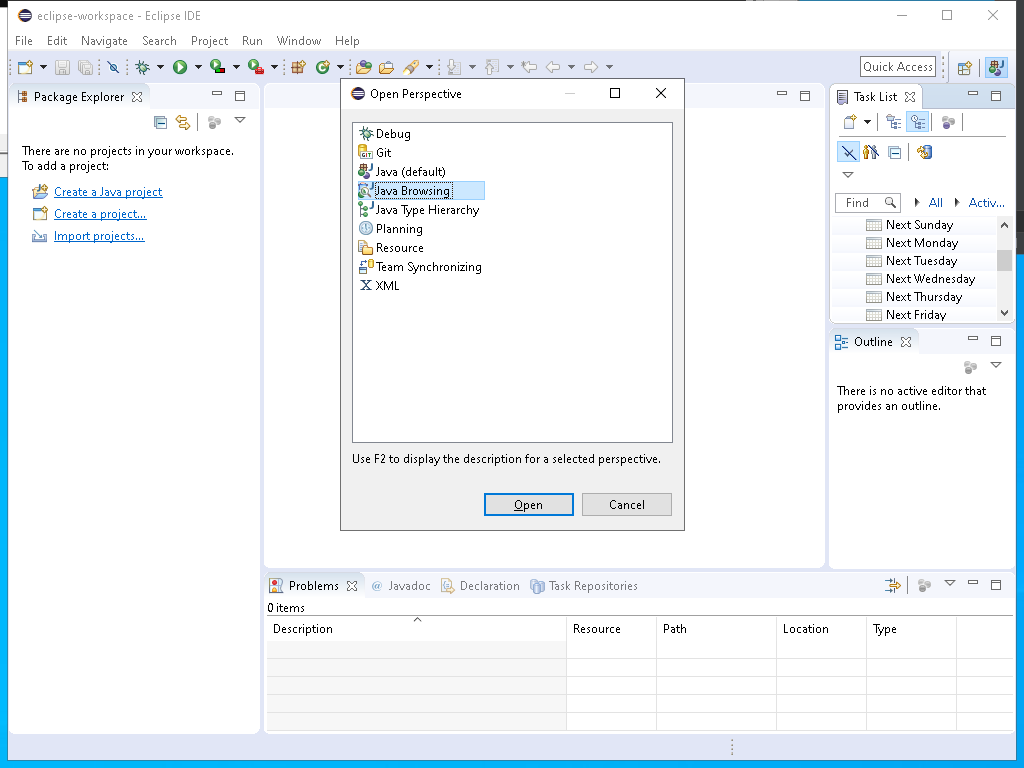 eclipse-workspace - Eclipse IDE
File Edit Navigate Search Project Run Window Help
Quick Access
Package Explorer
There are no projects in your workspace.
To add a project:
Create a Java project
Create a project...
Import projects...
Open Perspective
Debug
GIT
Git
Java (default)
Java Browsing
Java Type Hierarchy
Planning
Resource
Team Synchronizing
X XML
Use F2 to display the description for a selected perspective.
Open Cancel
Task List
Find All Activ...
Next Sunday
Next Monday
Next Tuesday
Next Wednesday
Next Thursday
Next Friday
Outline
There is no active editor that
provides an outline.
Problems @ Javadoc Declaration Task Repositories
0 items
Description Resource Path Location Type